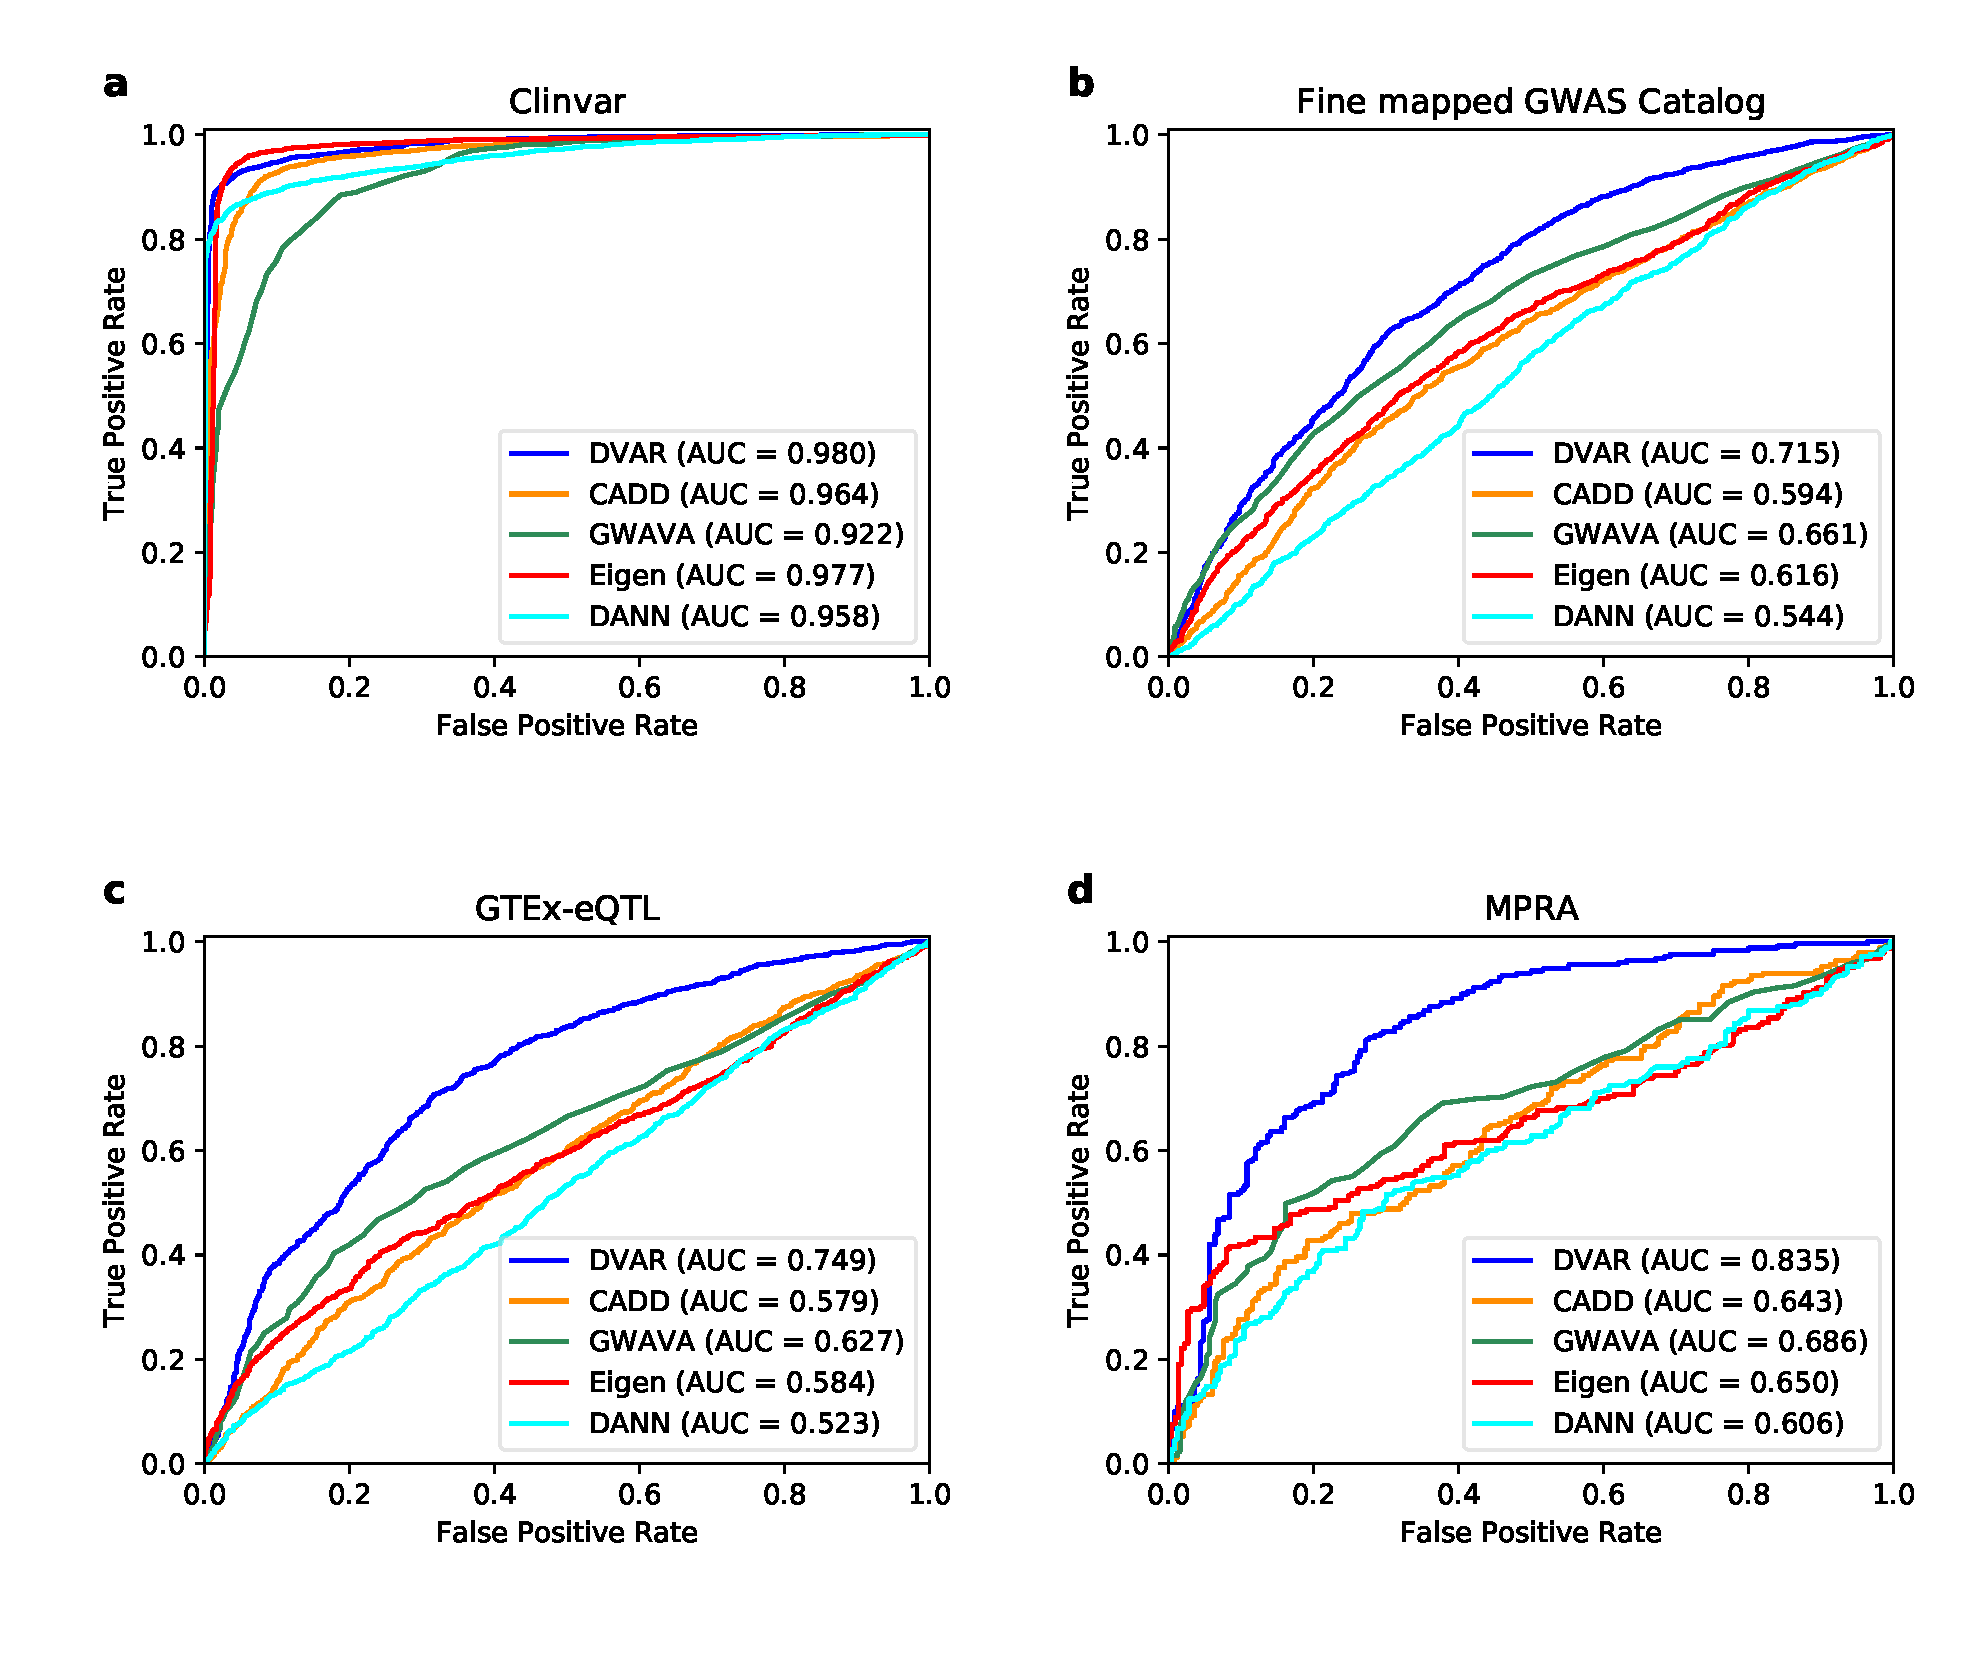 a
Clinvar
1.0
0.8
0.6
0.4
0.2
0.0
True Positive Rate
DVAR (AUC = 0.980)
CADD (AUC = 0.964)
GWAVA (AUC = 0.922)
Eigen (AUC = 0.977)
DANN (AUC = 0.958)
0.0 0.2 0.4 0.6 0.8 1.0
False Positive Rate
b
Fine mapped GWAS Catalog
1.0
0.8
0.6
0.4
0.2
0.0
True Positive Rate
DVAR (AUC = 0.715)
CADD (AUC = 0.594)
GWAVA (AUC = 0.661)
Eigen (AUC = 0.616)
DANN (AUC = 0.544)
0.0 0.2 0.4 0.6 0.8 1.0
False Positive Rate
c
GTEx-eQTL
1.0
0.8
0.6
0.4
0.2
0.0
True Positive Rate
DVAR (AUC = 0.749)
CADD (AUC = 0.579)
GWAVA (AUC = 0.627)
Eigen (AUC = 0.584)
DANN (AUC = 0.523)
0.0 0.2 0.4 0.6 0.8 1.0
False Positive Rate
d
MPRA
1.0
0.8
0.6
0.4
0.2
0.0
True Positive Rate
DVAR (AUC = 0.835)
CADD (AUC = 0.643)
GWAVA (AUC = 0.686)
Eigen (AUC = 0.650)
DANN (AUC = 0.606)
0.0 0.2 0.4 0.6 0.8 1.0
False Positive Rate